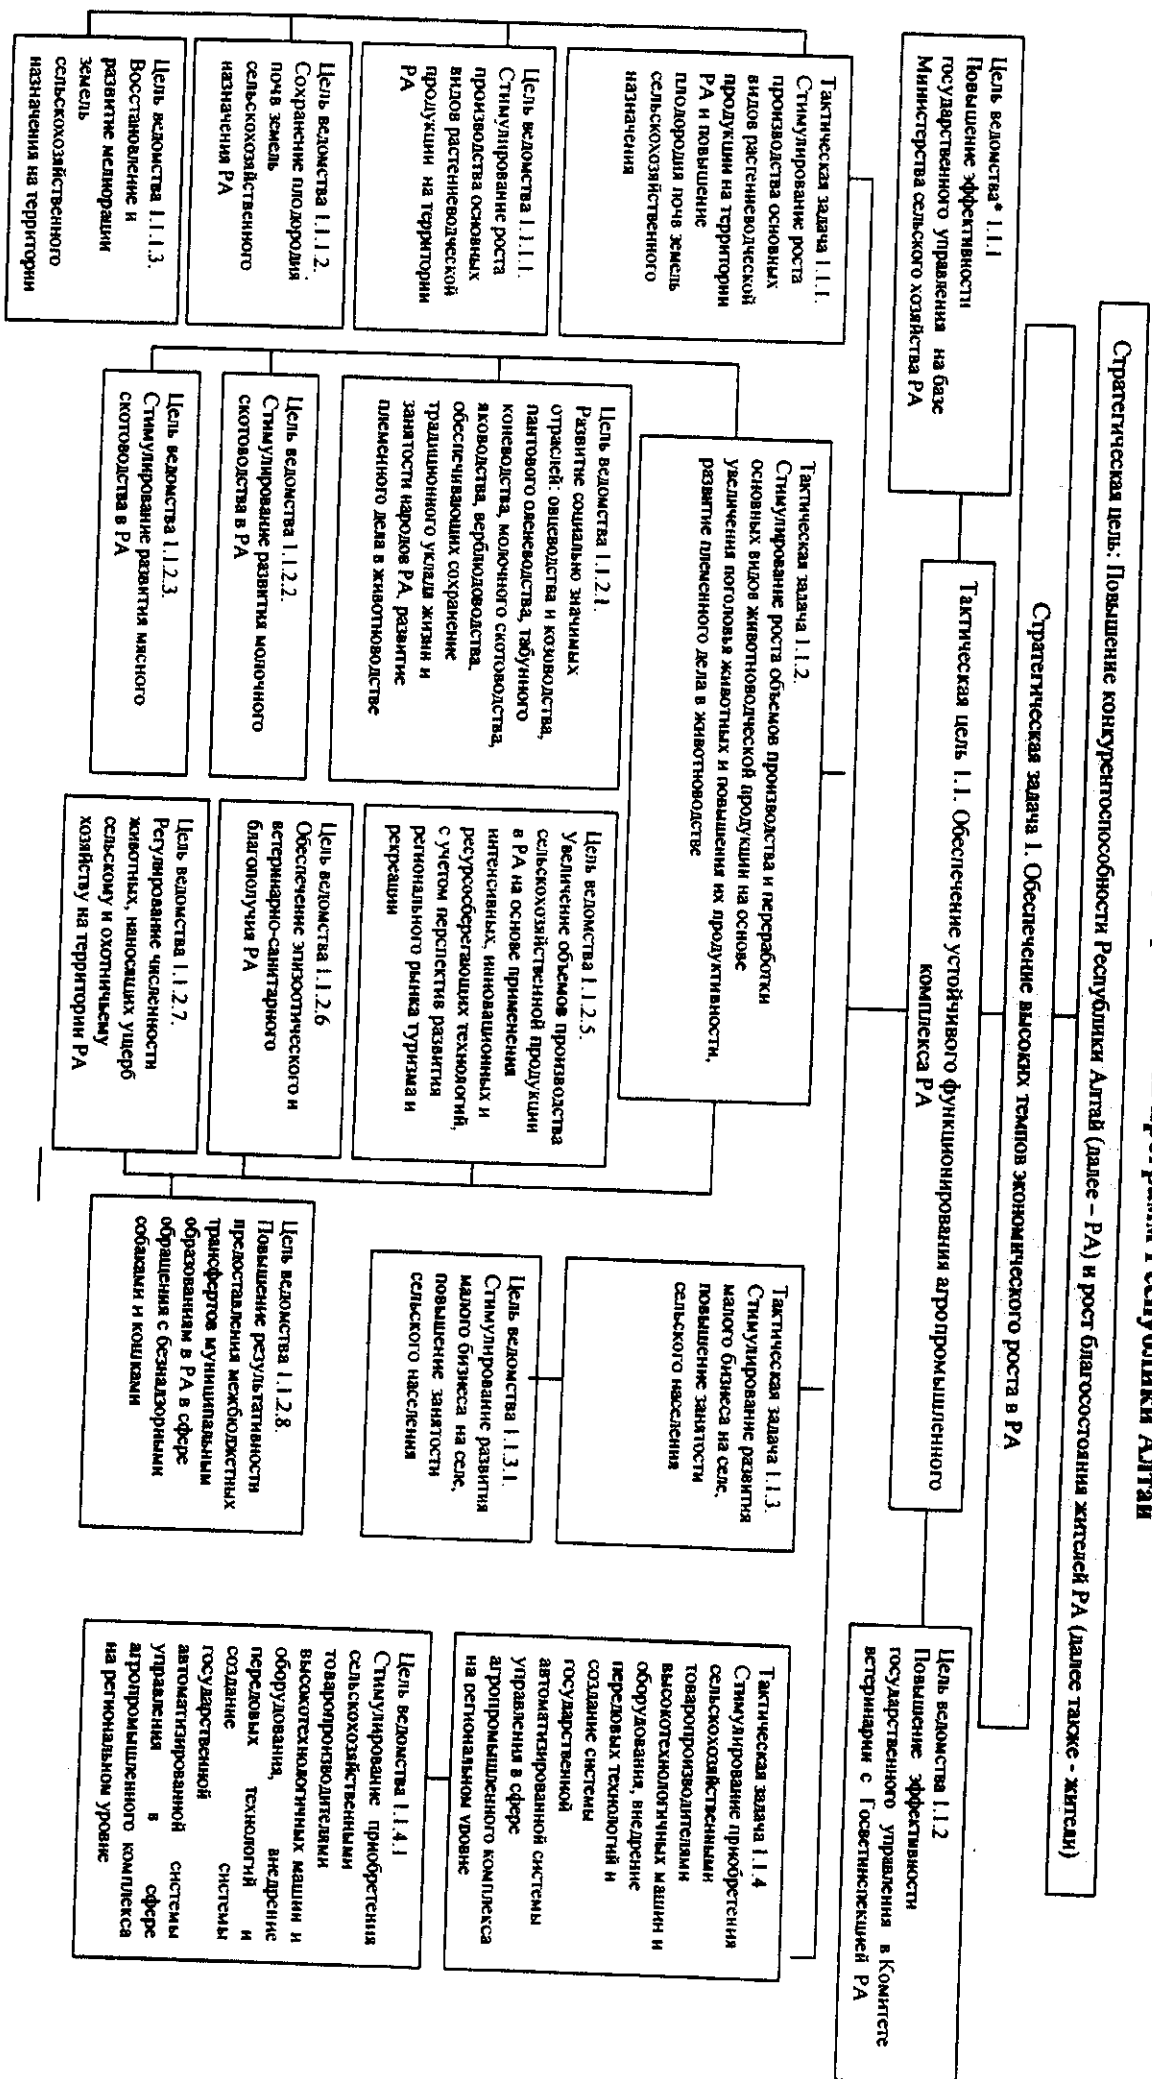 Республики Алтай
Стратегическая цель: Повышение конкурентоспособности Республики Алтай (далее – РА) и рост благосостояния жителей РА (далее также - жители)
Стратегическая задача 1. Обеспечение высоких темпов экономического роста в РА
Цель ведомства* 1.1.1
Повышение эффективности
государственного управления на базе
Министерства сельского хозяйства РА
Тактическая цель 1.1. Обеспечение устойчивого функционирования агропромышленного
комплекса РА
Цель ведомства 1.1.2
Повышение эффективности
государственного управления в Комитете
ветеринарии с Госветинспекцией РА
Тактическая задача 1.1.1.
Стимулирование роста
производства основных
видов растениеводческой
продукции на территории
РА и повышение
плодородия почв земель
сельскохозяйственного
назначения
Цель ведомства 1.1.1.1.
Стимулирование роста
производства основных
видов растениеводческой
продукции на территории
РА
Цель ведомства 1.1.1.2.
Сохранение плодородия
почв земель
сельскохозяйственного
назначения РА
Цель ведомства 1.1.1.3.
Восстановление и
развитие мелиорации
земель
сельскохозяйственного
назначения на территории
Тактическая задача 1.1.2.
Стимулирование роста объемов производства и переработки
основных видов животноводческой продукции на основе
увеличения поголовья животных и повышения их продуктивности,
развитие племенного дела в животноводстве
Цель ведомства 1.1.2.1.
Развитие социально значимых
отраслей: овцеводства и козоводства,
пантового оленеводства, табунного
коневодства, молочного скотоводства,
яководства, верблюдоводства,
обеспечивающих сохранение
традиционного уклада жизни и
занятости народов РА, развитие
племенного дела в животноводстве
Цель ведомства 1.1.2.2.
Стимулирование развития молочного
скотоводства в РА
Цель ведомства 1.1.2.3.
Стимулирование развития мясного
скотоводства в РА
Цель ведомства 1.1.2.5.
Увеличение объемов производства
сельскохозяйственной продукции
в РА на основе применения
интенсивных, инновационных и
ресурсосберегающих технологий,
с учетом перспектив развития
регионального рынка туризма и
рекреации
Цель ведомства 1.1.2.6
Обеспечение эпизоотического и
ветеринарно-санитарного
благополучия РА
Цель ведомства 1.1.2.7.
Регулирование численности
животных, наносящих ущерб
сельскому и охотничьему
хозяйству на территории РА
Цель ведомства 1.1.2.8.
Повышение результативности
предоставления межбюджетных
трансфертов муниципальным
образованиям в РА в сфере
обращения с безнадзорными
собаками и кошками
Тактическая задача 1.1.3.
Стимулирование развития
малого бизнеса на селе,
повышение занятости
сельского населения
Цель ведомства 1.1.3.1.
Стимулирование развития
малого бизнеса на селе,
повышение занятости
сельского населения
Тактическая задача 1.1.4
Стимулирование приобретения
сельскохозяйственными
товаропроизводителями
высокотехнологичных машин и
оборудования, внедрение
передовых технологий и
создание системы
государственной
автоматизированной системы
управления в сфере
агропромышленного комплекса
на региональном уровне
Цель ведомства 1.1.4.1
Стимулирование приобретения
сельскохозяйственными
товаропроизводителями
высокотехнологичных машин и
оборудования, внедрение
передовых технологий и
создание системы
государственной
автоматизированной системы
управления в сфере
агропромышленного комплекса
на региональном уровне